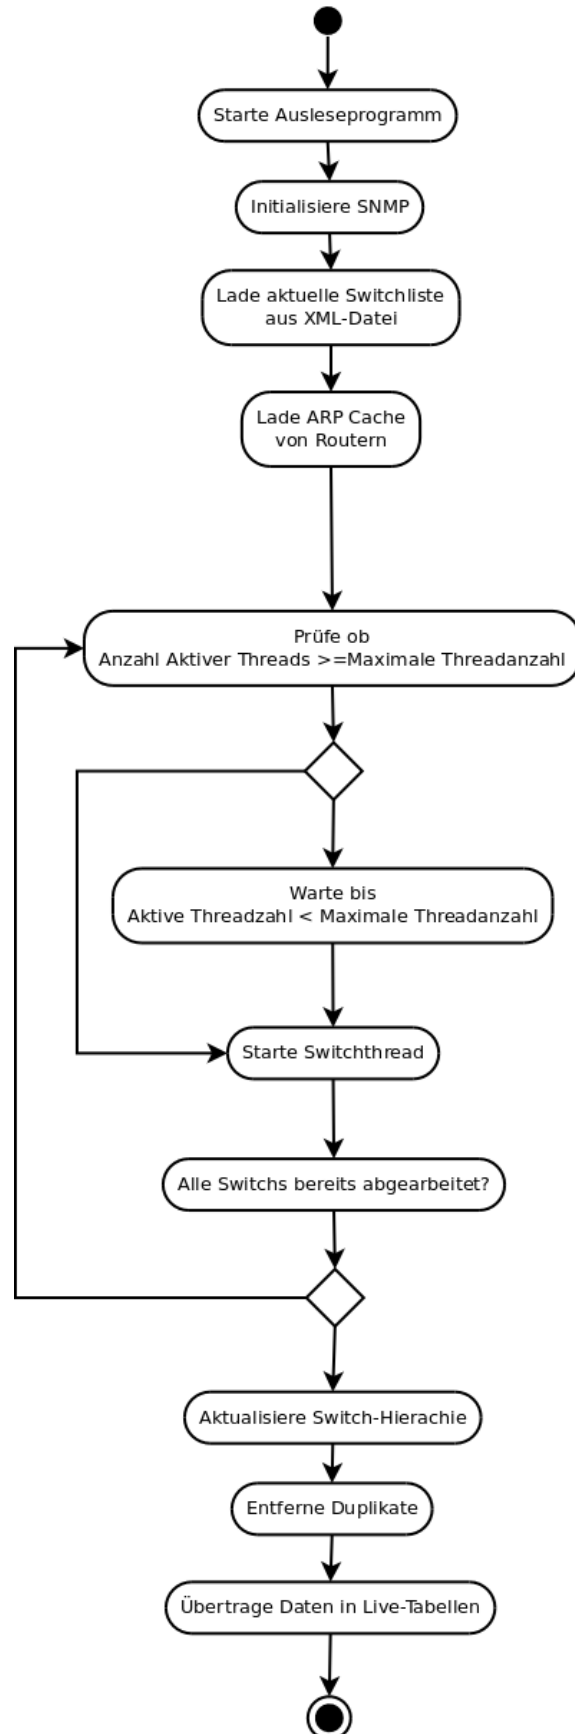 Starte Ausleseprogramm
Initialisiere SNMP
Lade aktuelle Switchliste
aus XML-Datei
Lade ARP Cache
von Routern
Prüfe ob
Anzahl Aktiver Threads >=Maximale Threadanzahl
Warte bis
Aktive Threadzahl < Maximale Threadanzahl
Starte Switchthread
Alle Switchs bereits abgearbeitet?
Aktualisiere Switch-Hierachie
Entferne Duplikate
Übertrage Daten in Live-Tabellen